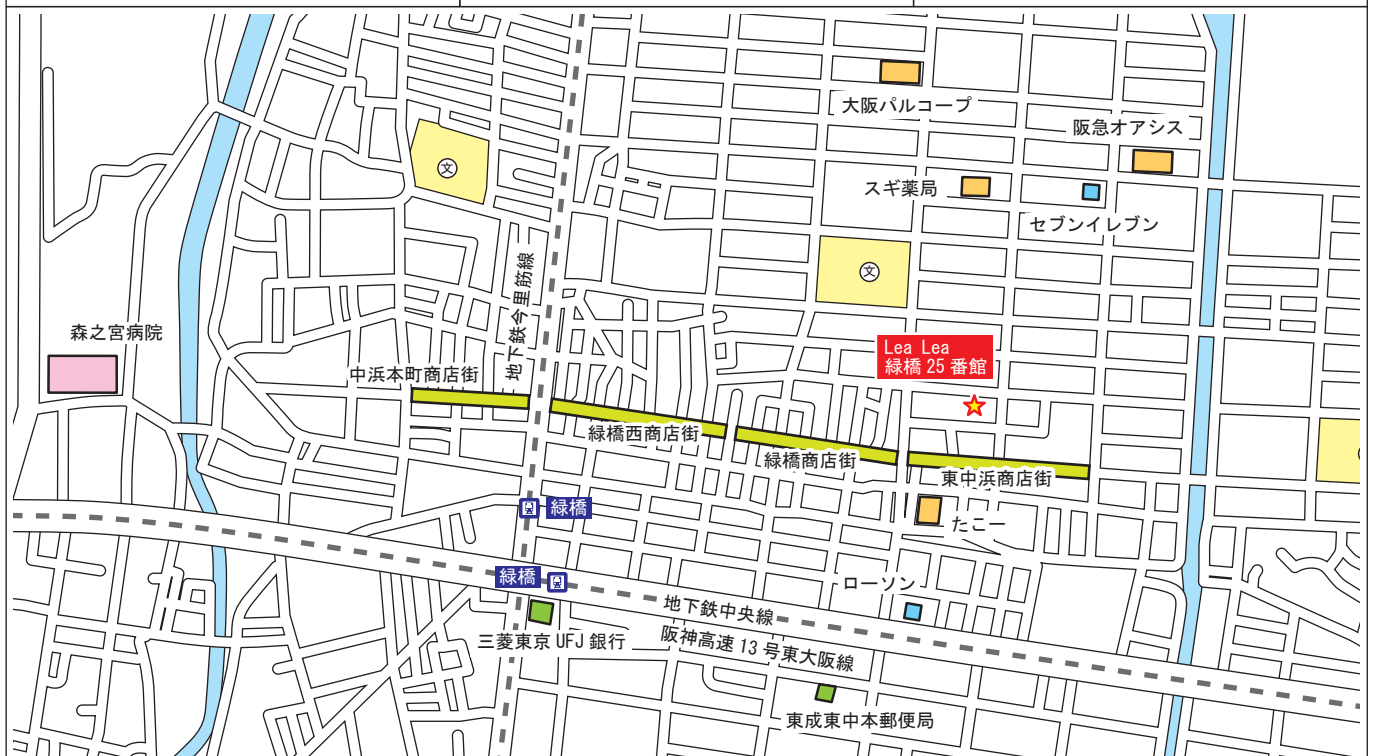 大阪パルコープ
阪急オアシス
文
スギ薬局
セブンイレブン
地下鉄今里筋線
文
森之宮病院
Lea Lea
緑橋 25 番館
中浜本町商店街
緑橋西商店街
緑橋商店街
東中浜商店街
緑橋
たこー
緑橋
ローソン
地下鉄中央線
三菱東京 UFJ 銀行
阪神高速 13 号東大阪線
東成東中本郵便局